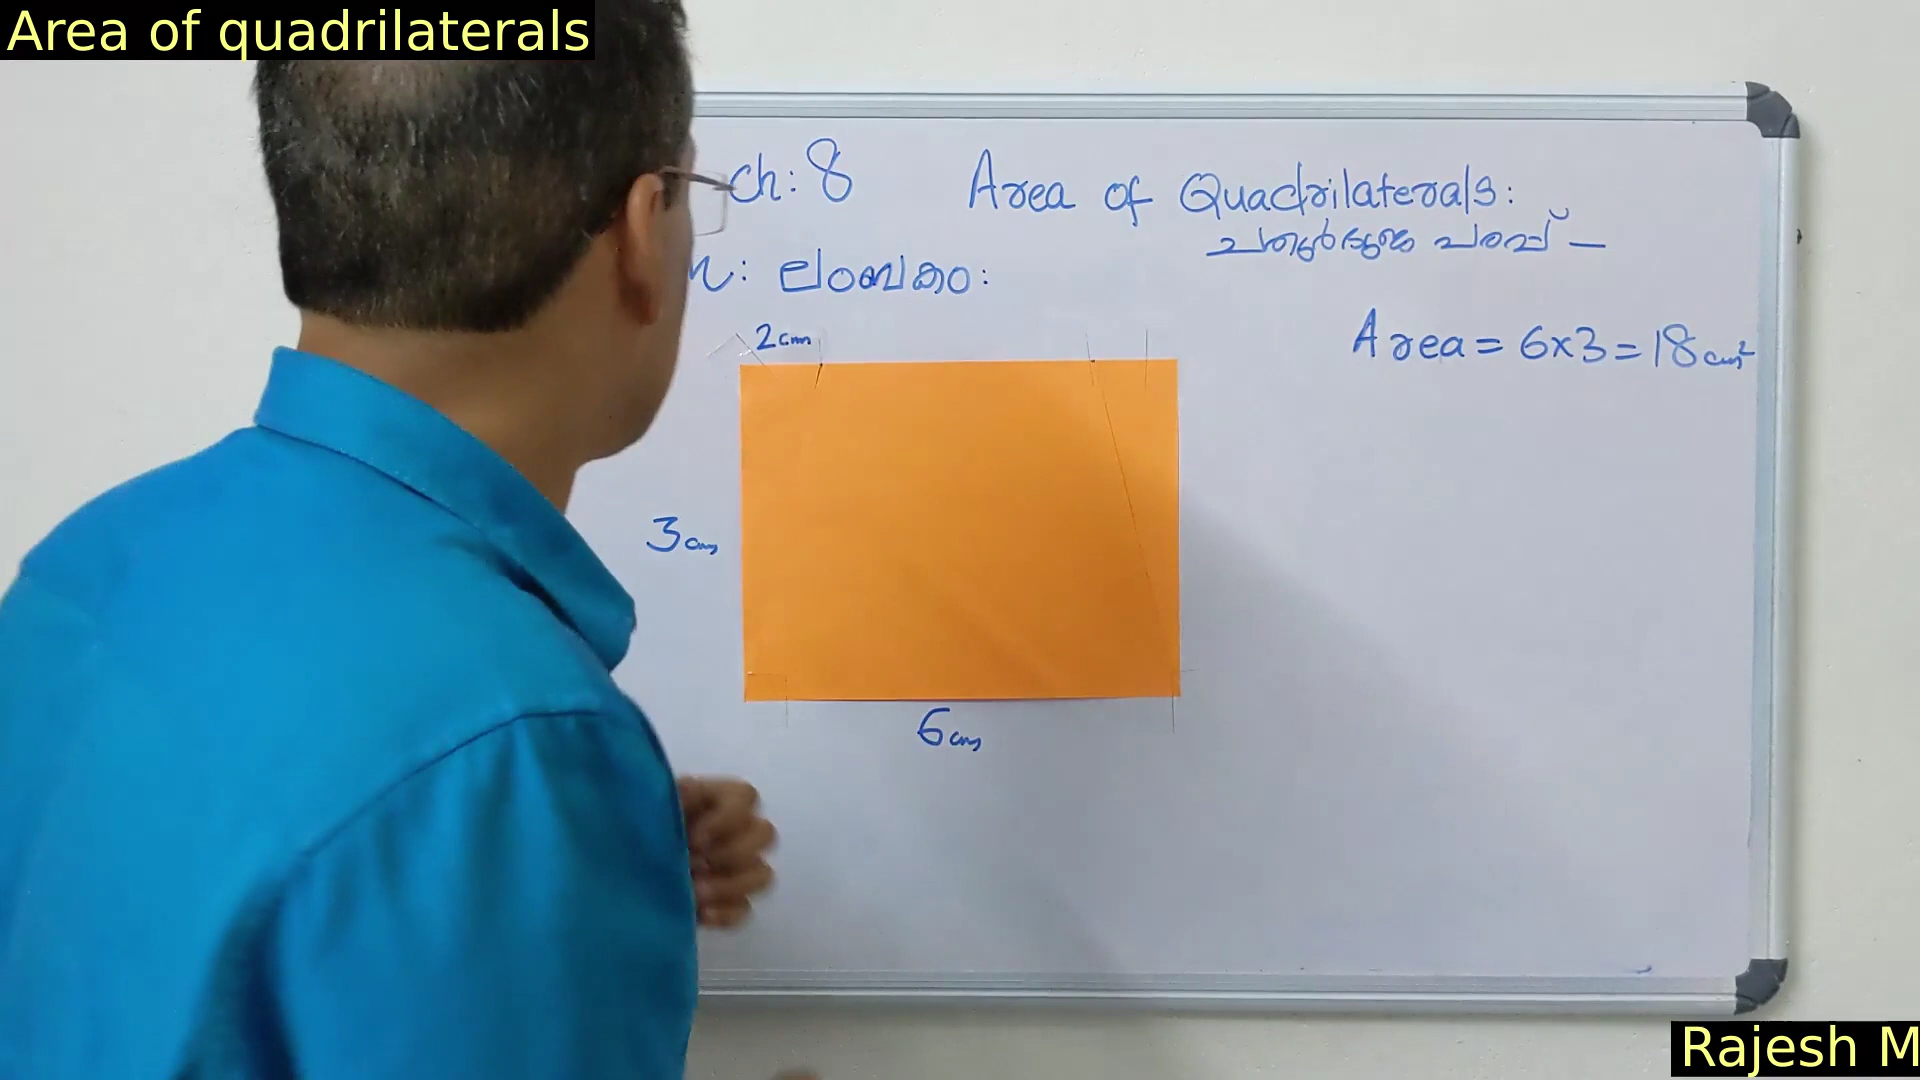 Area of quadrilaterals
Ch: 8 Area of Quadrilaterals:
ചതുർഭുജ പരപ്പ് –
: ലംബകം:
2cm
Area = 6x3 = 18cm²
3cm
6cm
Rajesh M